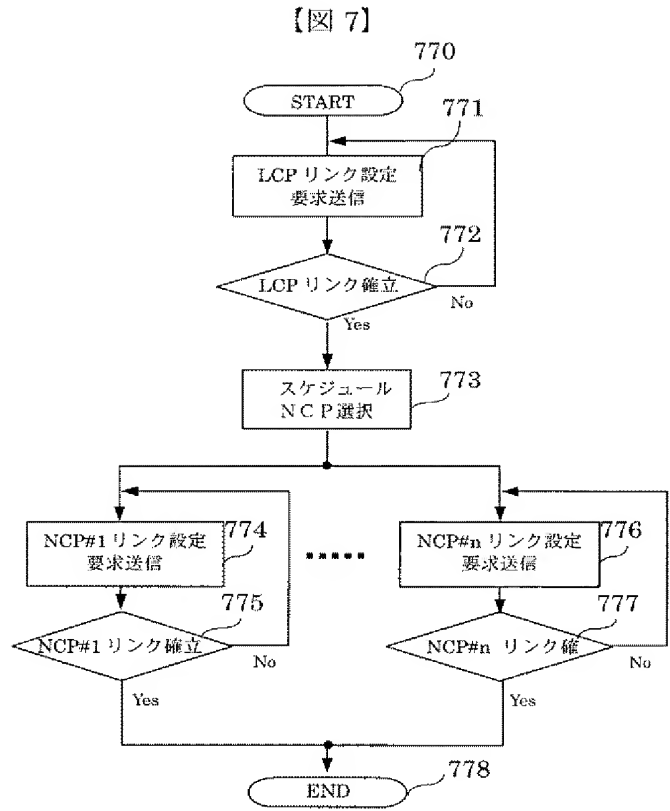 【図 7】
770
START
771
LCP リンク設定
要求送信
772
LCP リンク確立
No
Yes
773
スケジュール
ＮＣＰ選択
NCP#1 リンク設定
要求送信
774
NCP#n リンク設定
要求送信
776
NCP#1 リンク確立
775
No
Yes
NCP#n リンク確
777
No
Yes
END
778